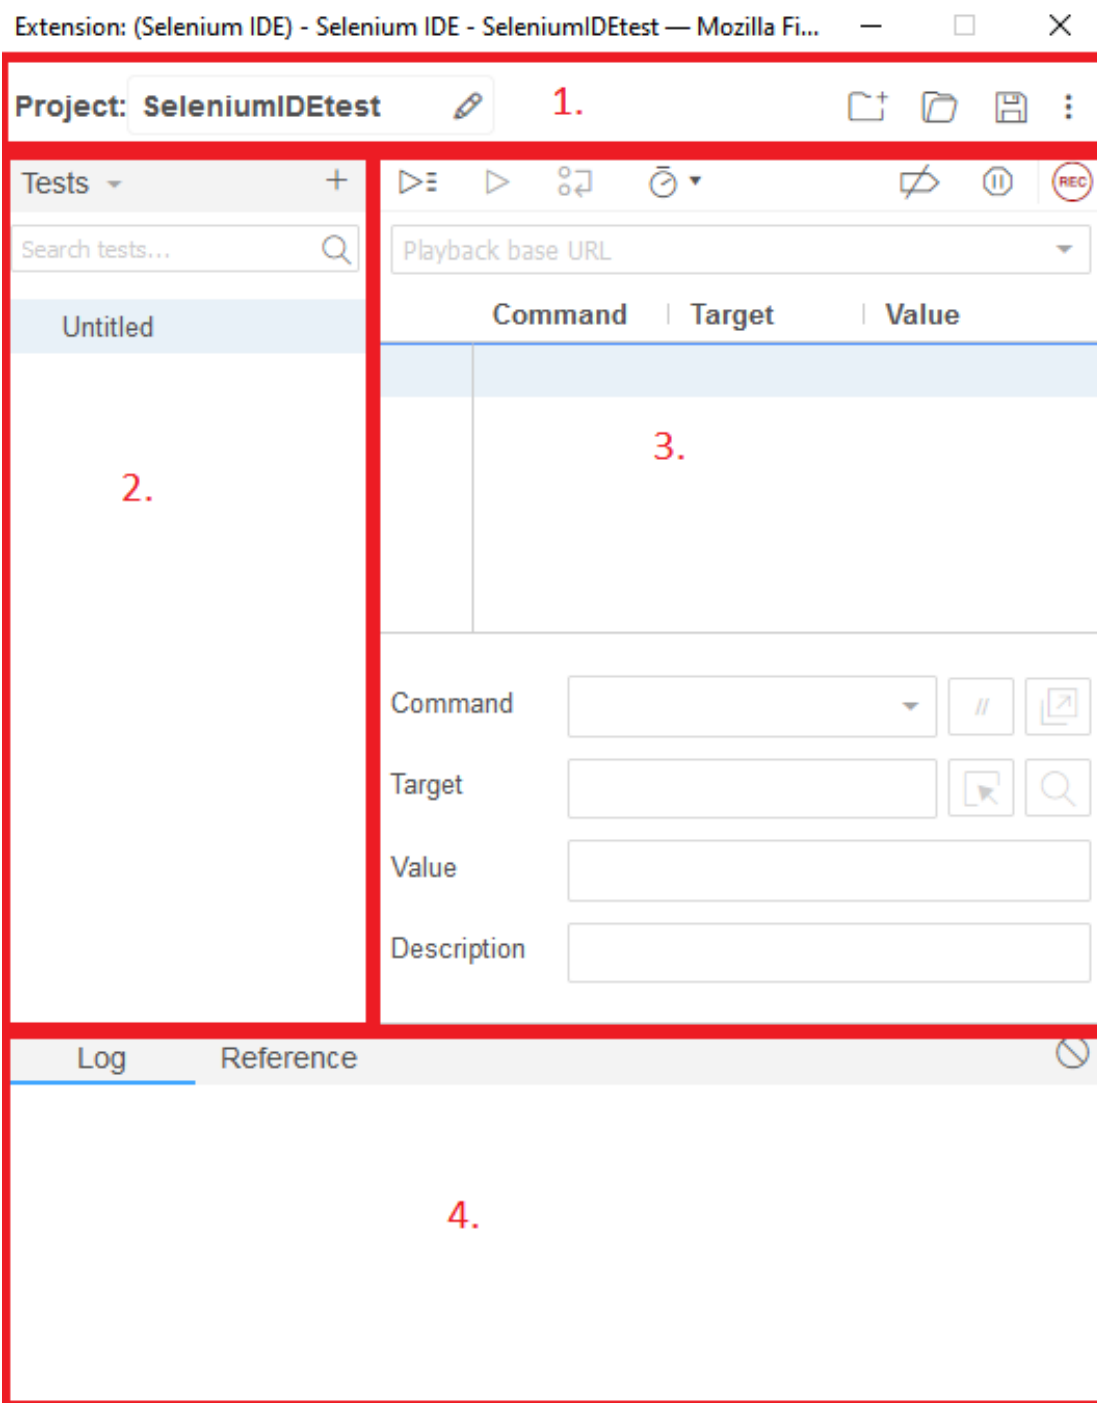 Extension: (Selenium IDE) - Selenium IDE - SeleniumIDEtest — Mozilla Fi...
Project: SeleniumIDEtest
1.
Tests
Search tests...
Untitled
2.
REC
Playback base URL
Command Target Value
3.
Command
//
Target
Value
Description
Log Reference
4.